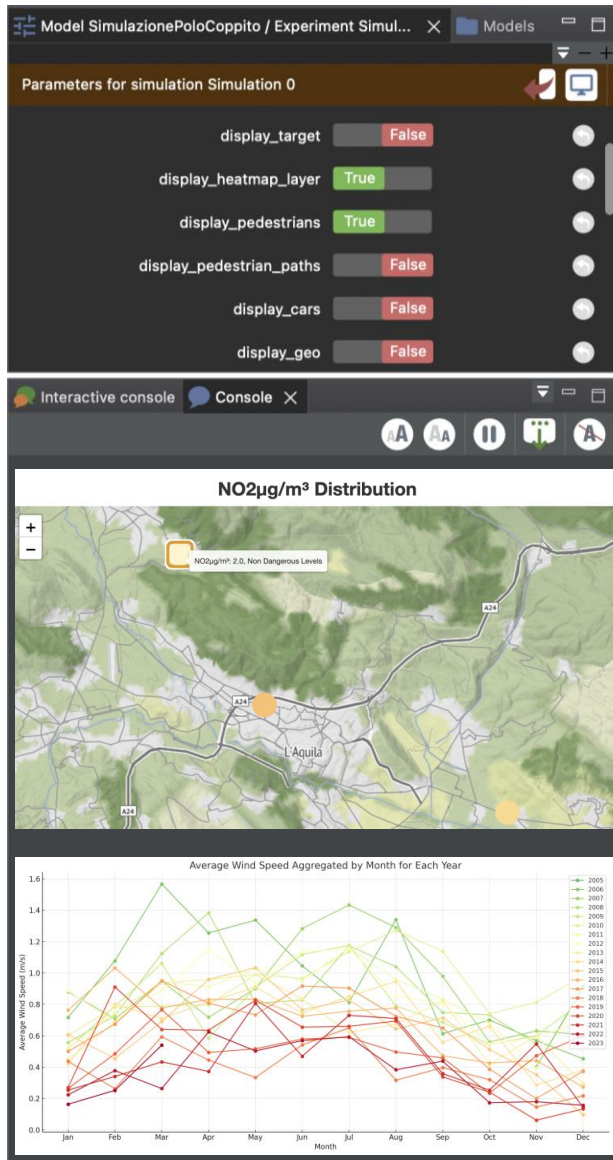 Model SimulazionePoloCoppito / Experiment Simul...
Models
Parameters for simulation Simulation 0
display_target False
display_heatmap_layer True
display_pedestrians True
display_pedestrian_paths False
display_cars False
display_geo False
Interactive console
Console
AA
AA
A
NO2µg/m³ Distribution
+
−
NO2µg/m³: 2.0, Non Dangerous Levels
A24
A24
L'Aquila
A24
Average Wind Speed Aggregated by Month for Each Year
Average Wind Speed (m/s)
1.6
1.4
1.2
1.0
0.8
0.6
0.4
0.2
0.0
2005
2006
2007
2008
2009
2010
2011
2012
2013
2014
2015
2016
2017
2018
2019
2020
2021
2022
2023
Jan Feb Mar Apr May Jun Jul Aug Sep Oct Nov Dec
Month